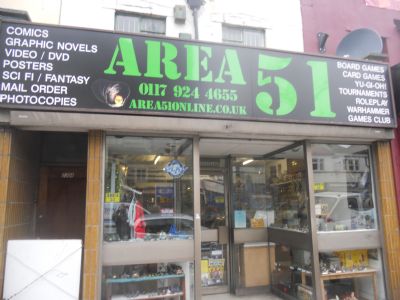 COMICS
GRAPHIC NOVELS
VIDEO / DVD
POSTERS
SCI FI / FANTASY
MAIL ORDER
PHOTOCOPIES
AREA 51
0117 924 4655
AREA51ONLINE.CO.UK
BOARD GAMES
CARD GAMES
YU-GI-OH!
TOURNAMENTS
ROLEPLAY
WARHAMMER
GAMES CLUB